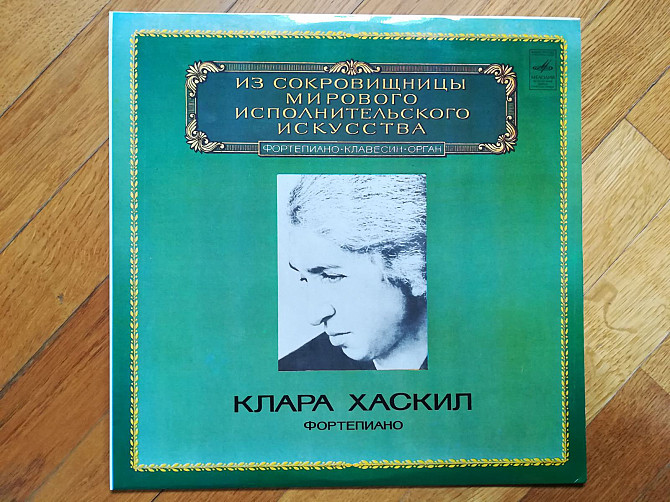 ИЗ СОКРОВИЩНИЦЫ
МИРОВОГО
ИСПОЛНИТЕЛЬСКОГО
ИСКУССТВА
ФОРТЕПИАНО·КЛАВЕСИН·ОРГАН
КЛАРА ХАСКИЛ
ФОРТЕПИАНО